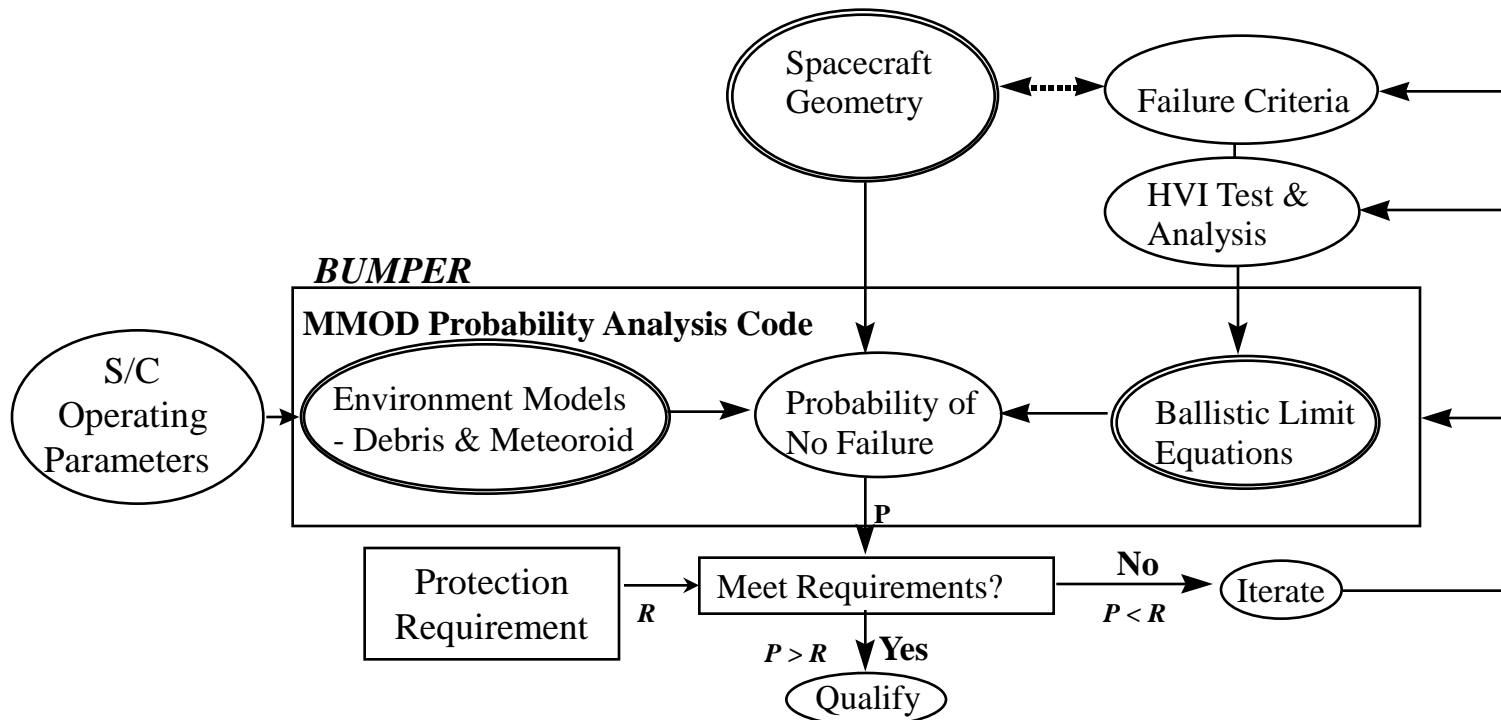 Spacecraft
Geometry
Failure Criteria
HVI Test &
Analysis
BUMPER
MMOD Probability Analysis Code
S/C
Operating
Parameters
Environment Models
- Debris & Meteoroid
Probability of
No Failure
Ballistic Limit
Equations
P
Protection
Requirement
R
Meet Requirements?
No
P < R
Iterate
P > R
Yes
Qualify